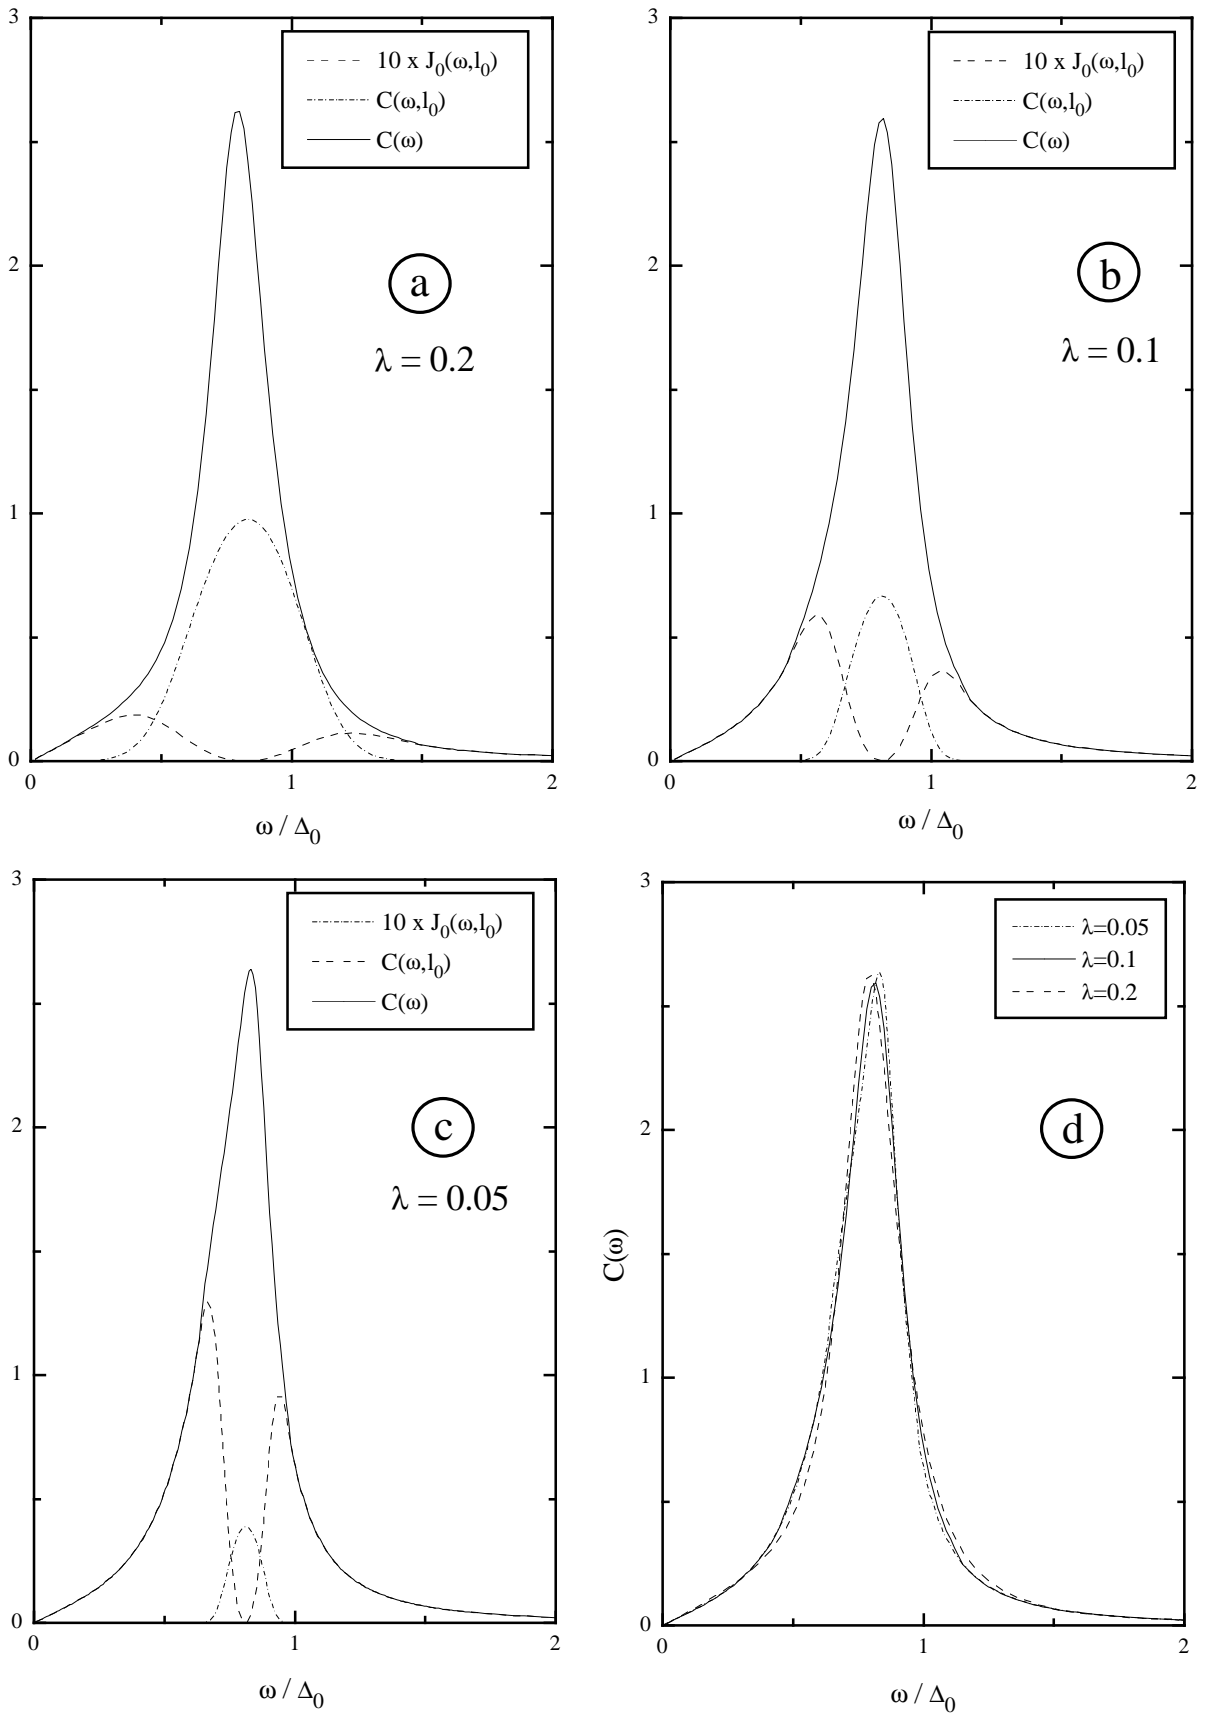 3
2
1
0
0
1
2
10 x J0(ω,l0)
C(ω,l0)
C(ω)
a
λ = 0.2
ω / Δ0
3
2
1
0
0
1
2
10 x J0(ω,l0)
C(ω,l0)
C(ω)
b
λ = 0.1
ω / Δ0
3
2
1
0
0
1
2
10 x J0(ω,l0)
C(ω,l0)
C(ω)
c
λ = 0.05
ω / Δ0
3
2
1
0
0
1
2
λ=0.05
λ=0.1
λ=0.2
d
C(ω)
ω / Δ0